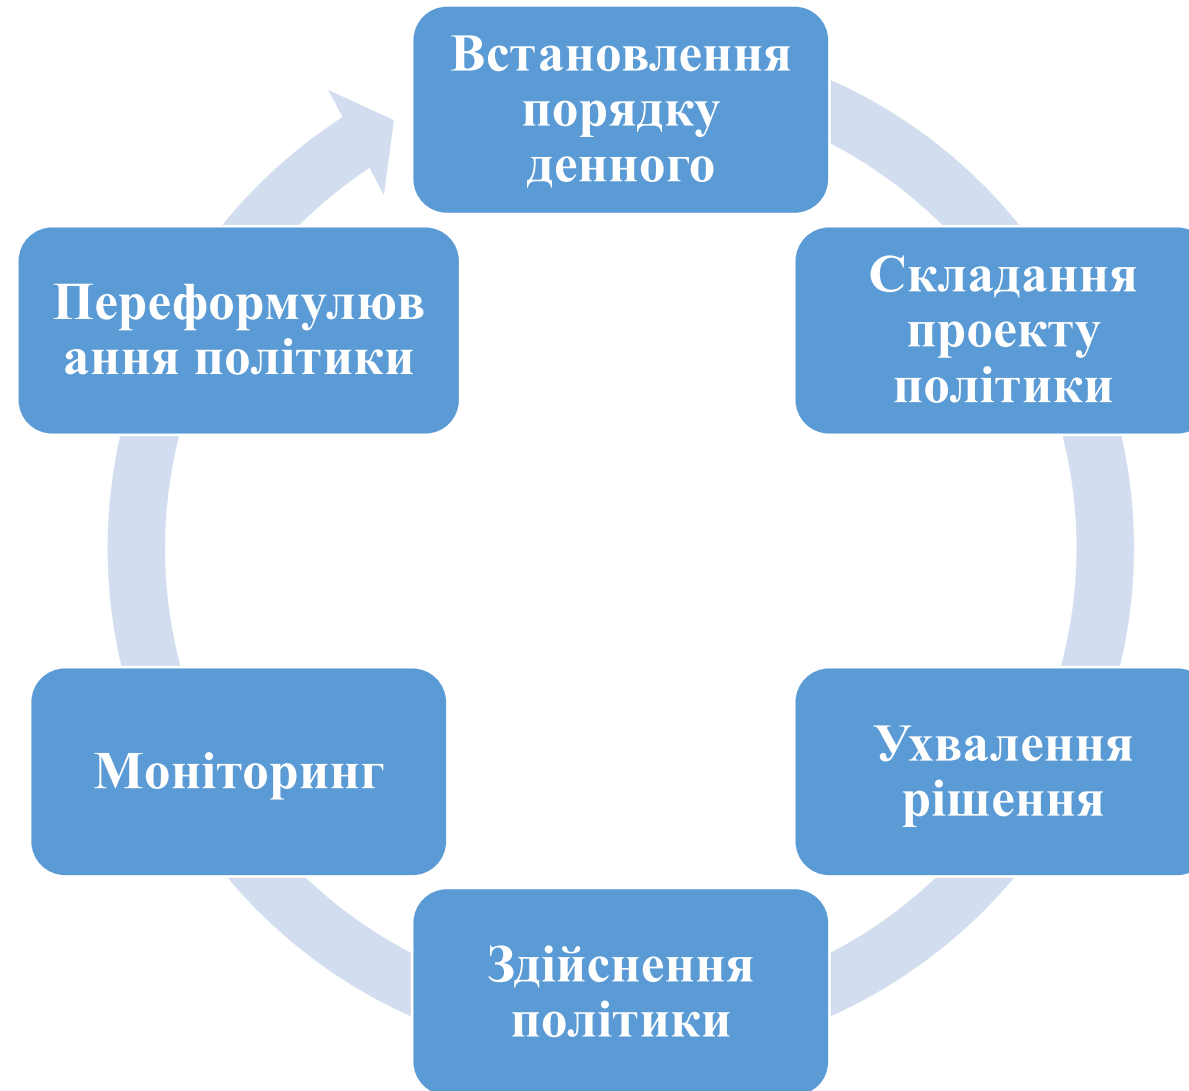 Встановлення
порядку
денного
Складання
проекту
політики
Ухвалення
рішення
Здійснення
політики
Моніторинг
Переформулюв
ання політики